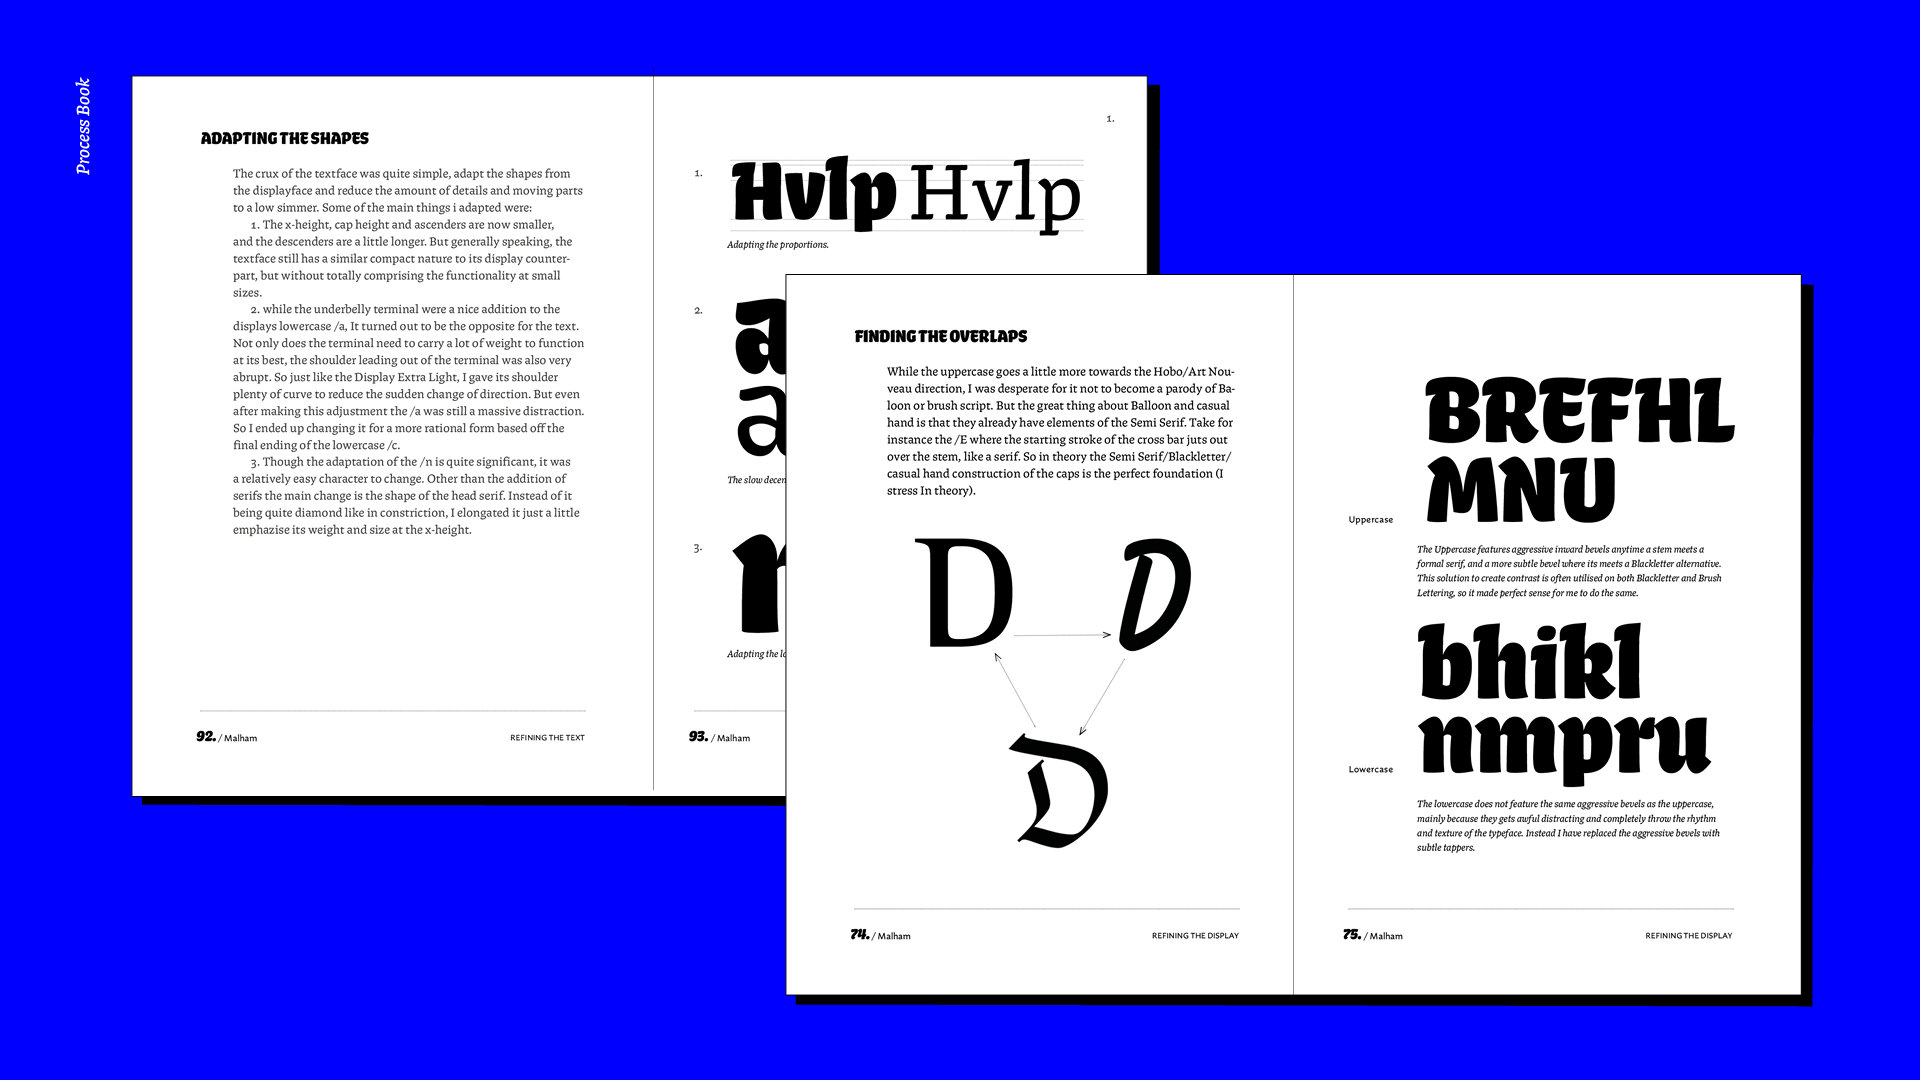 Process Book
ADAPTING THE SHAPES
The crux of the textface was quite simple, adapt the shapes from
the displayface and reduce the amount of details and moving parts
to a low simmer. Some of the main things i adapted were:
1. The x-height, cap height and ascenders are now smaller,
and the descenders are a little longer. But generally speaking, the
textface still has a similar compact nature to its display counter-
part, but without totally comprising the functionality at small
sizes.
2. while the underbelly terminal were a nice addition to the
displays lowercase /a, It turned out to be the opposite for the text.
Not only does the terminal need to carry a lot of weight to function
at its best, the shoulder leading out of the terminal was also very
abrupt. So just like the Display Extra Light, I gave its shoulder
plenty of curve to reduce the sudden change of direction. But even
after making this adjustment the /a was still a massive distraction.
So I ended up changing it for a more rational form based off the
final ending of the lowercase /c.
3. Though the adaptation of the /n is quite significant, it was
a relatively easy character to change. Other than the addition of
serifs the main change is the shape of the head serif. Instead of it
being quite diamond like in constriction, I elongated it just a little
emphazise its weight and size at the x-height.
92. / Malham
REFINING THE TEXT
1.
1.
Hvlp Hvlp
Adapting the proportions.
2.
a
a
The slow
3.
n
Adapting the
93. / Malham
FINDING THE OVERLAPS
While the uppercase goes a little more towards the Hobo/Art Nou-
veau direction, I was desperate for it not to become a parody of Ba-
loon or brush script. But the great thing about Balloon and casual
hand is that they already have elements of the Semi Serif. Take for
instance the /E where the starting stroke of the cross bar juts out
over the stem, like a serif. So in theory the Semi Serif/Blackletter/
casual hand construction of the caps is the perfect foundation (I
stress In theory).
D D
D
74. / Malham
REFINING THE DISPLAY
BREFHL
MNU
Uppercase
The Uppercase features aggressive inward bevels anytime a stem meets a
formal serif, and a more subtle bevel where its meets a Blackletter alternative.
This solution to create contrast is often utilised on both Blackletter and Brush
Lettering, so it made perfect sense for me to do the same.
bhikl
nmpru
Lowercase
The lowercase does not feature the same aggressive bevels as the uppercase,
mainly because they gets awful distracting and completely throw the rhythm
and texture of the typeface. Instead I have replaced the aggressive bevels with
subtle tappers.
75. / Malham
REFINING THE DISPLAY